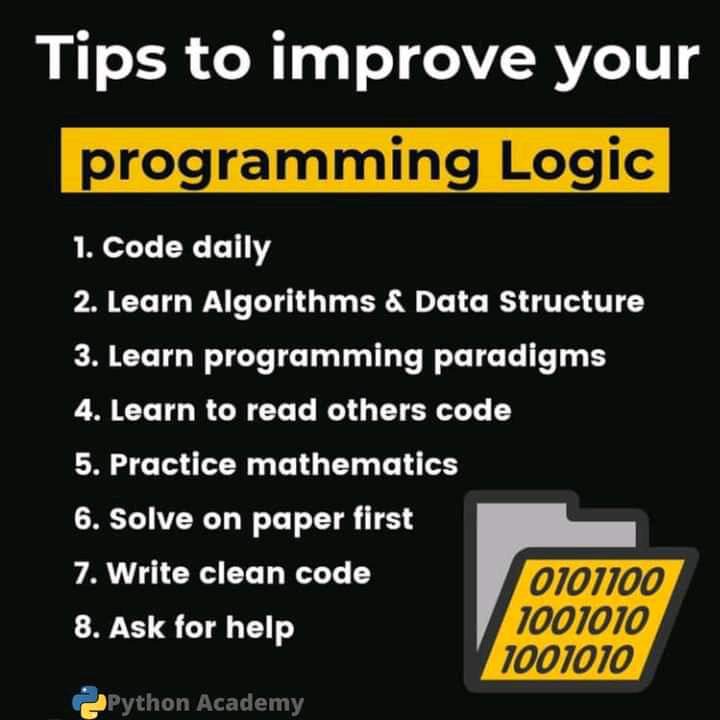 Tips to improve your
programming Logic
1. Code daily
2. Learn Algorithms & Data Structure
3. Learn programming paradigms
4. Learn to read others code
5. Practice mathematics
6. Solve on paper first
7. Write clean code
8. Ask for help
0101100
1001010
1001010
Python Academy